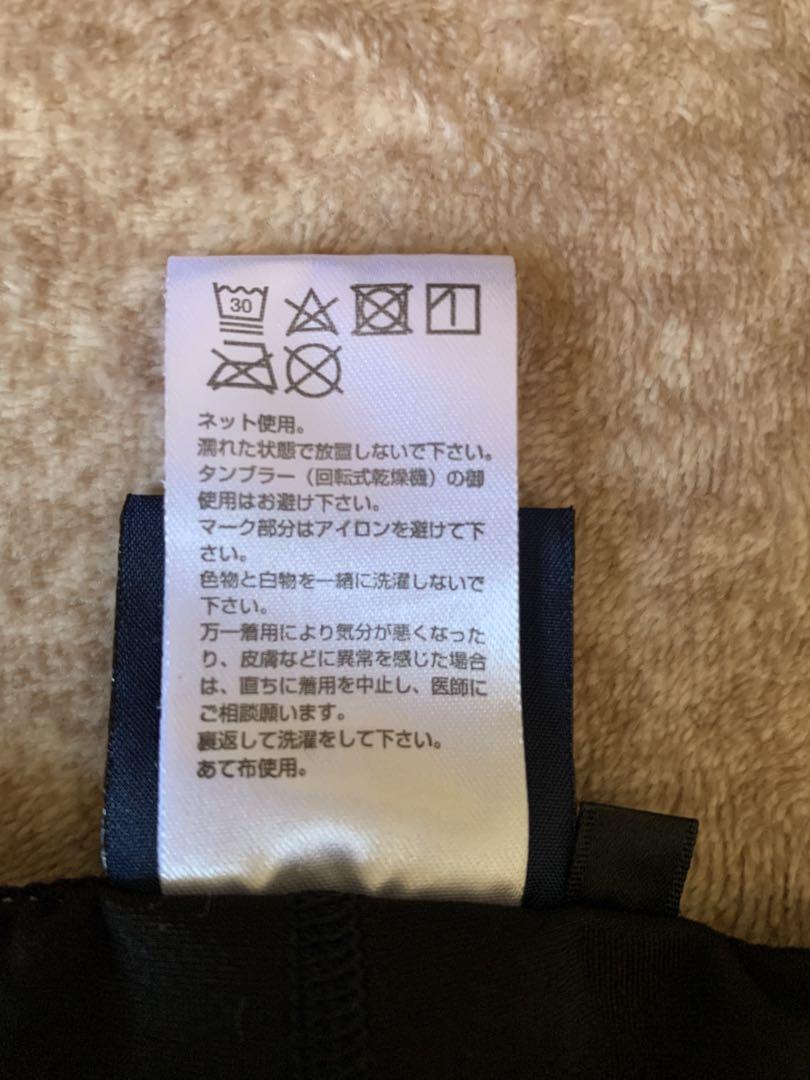 30
ネット使用。
濡れた状態で放置しないで下さい。
タンブラー（回転式乾燥機）の御
使用はお避け下さい。
マーク部分はアイロンを避けて下
さい。
色物と白物を一緒に洗濯しないで
下さい。
万一着用により気分が悪くなった
り、皮膚などに異常を感じた場合
は、直ちに着用を中止し、医師に
ご相談願います。
裏返して洗濯をして下さい。
あて布使用。